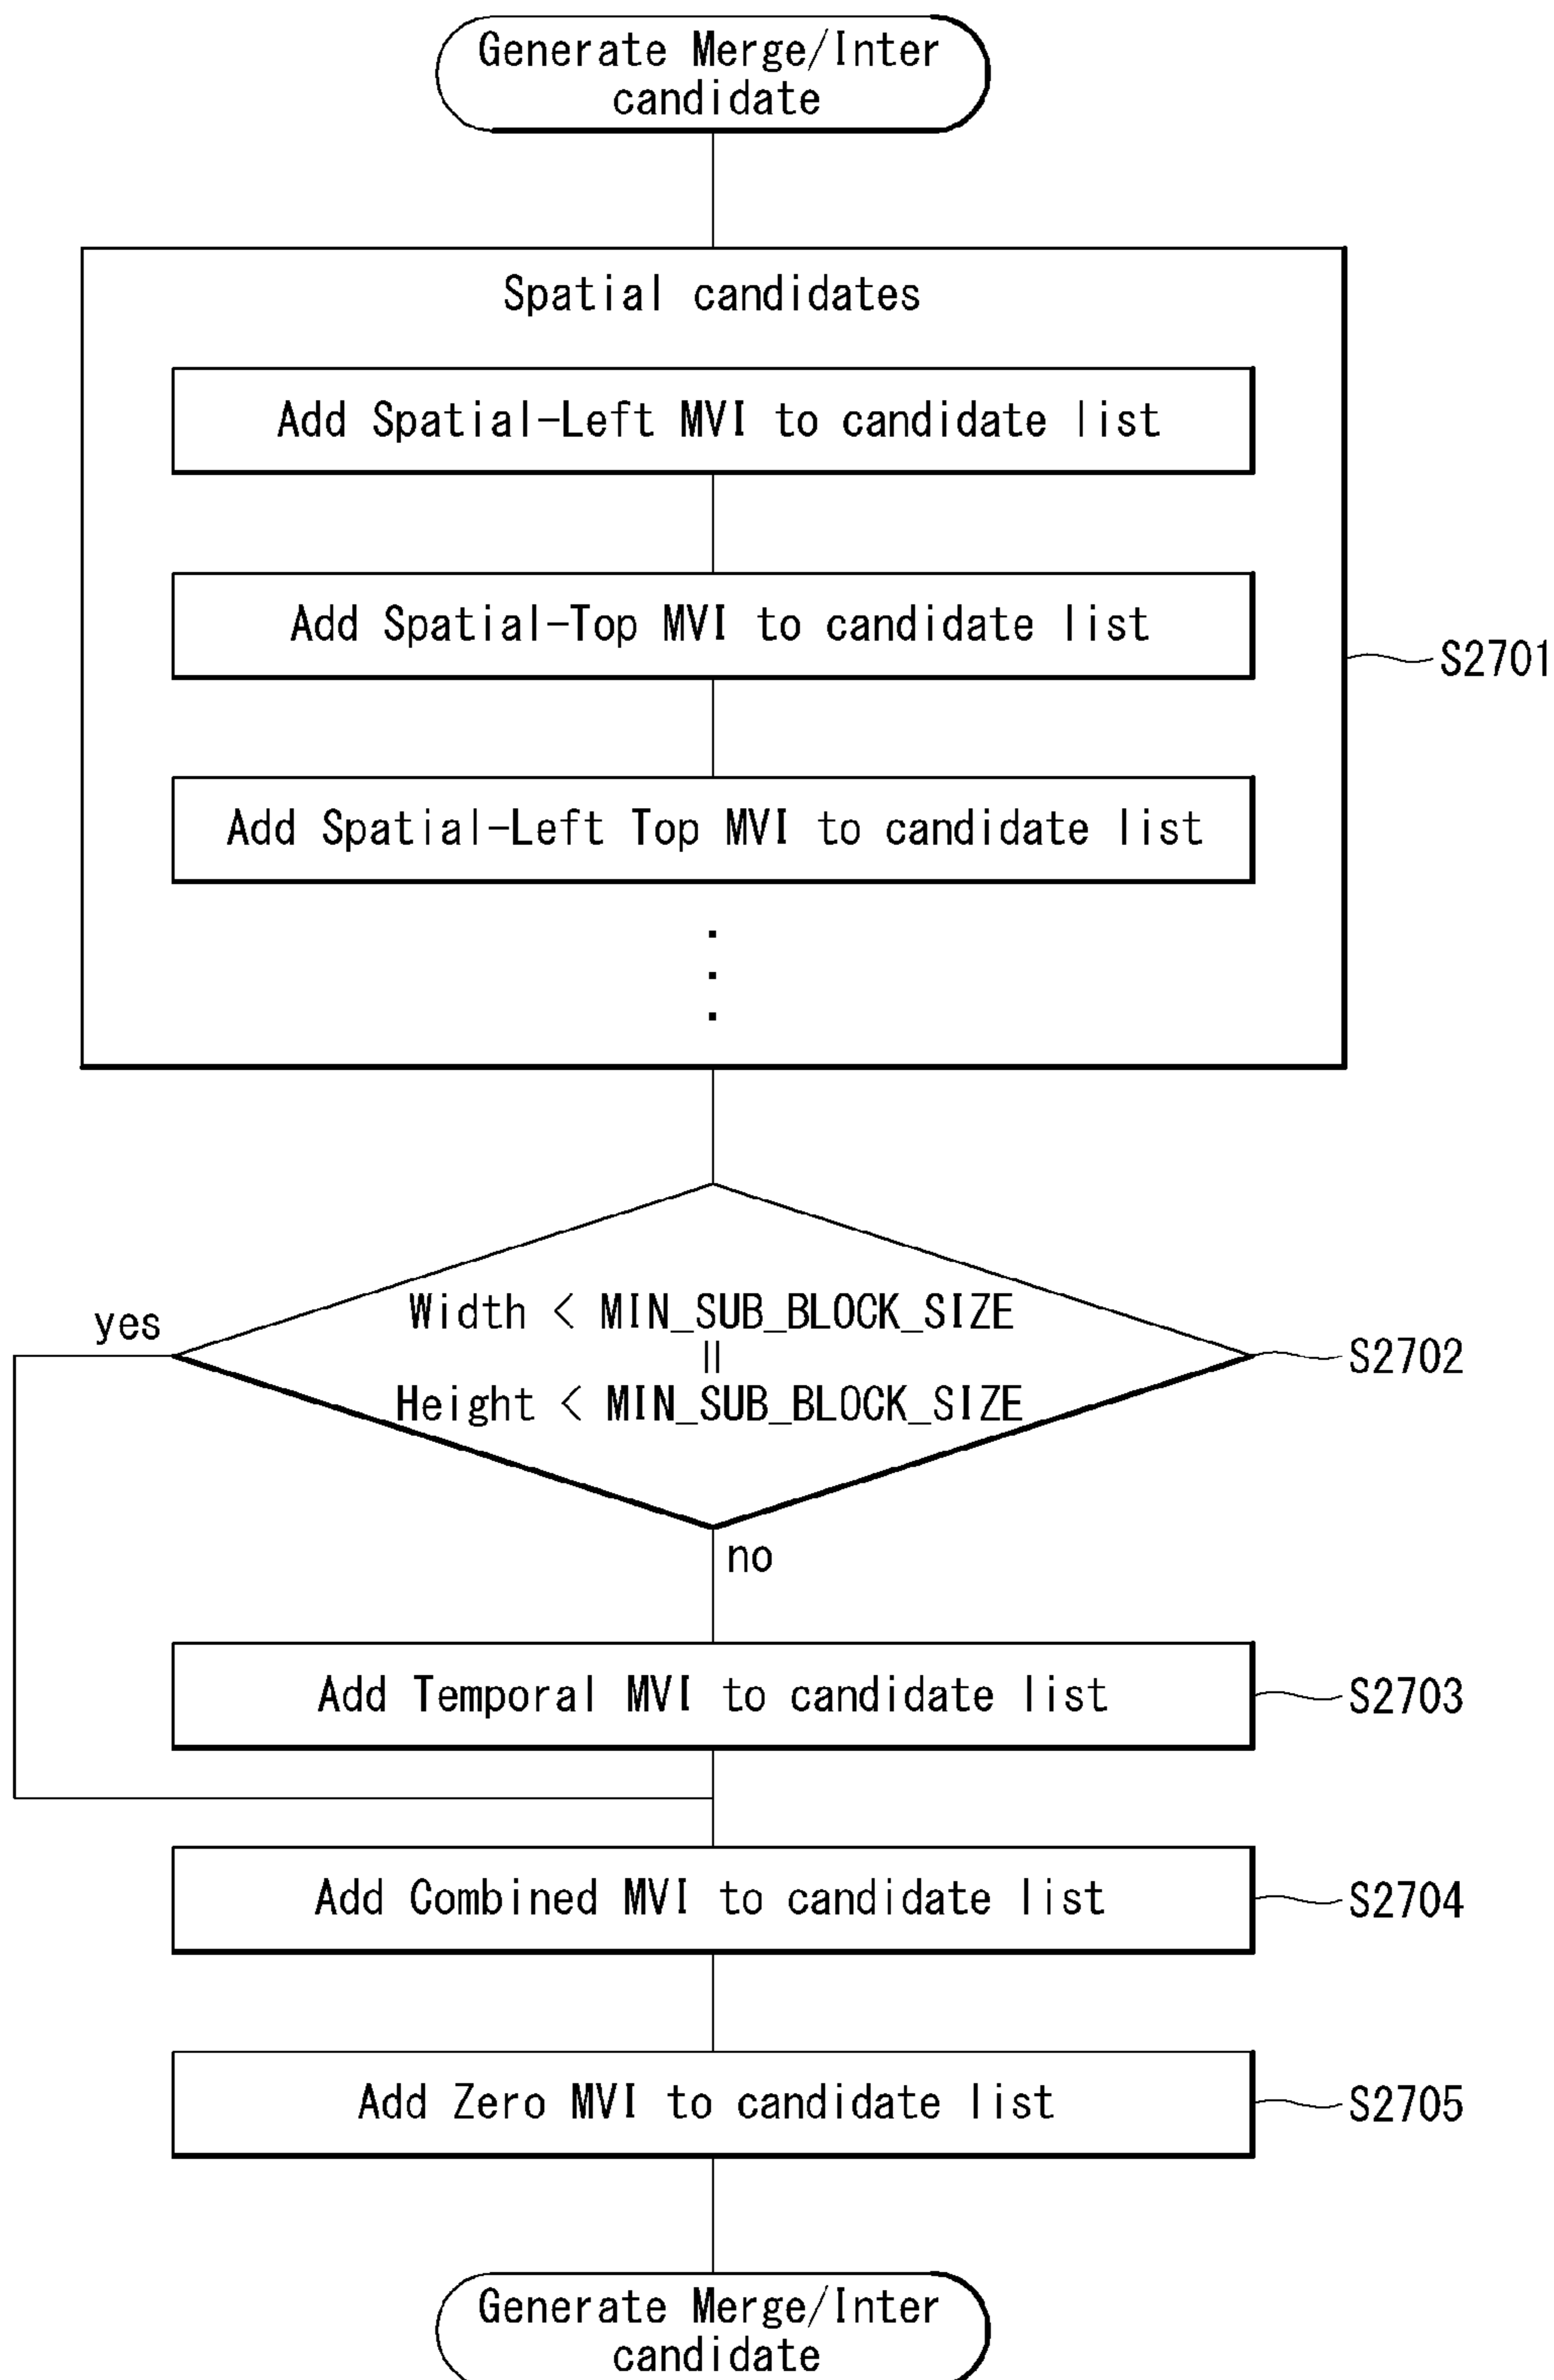 Generate Merge/Inter
candidate
Spatial candidates
Add Spatial-Left MVI to candidate list
Add Spatial-Top MVI to candidate list
S2701
Add Spatial-Left Top MVI to candidate list
Width < MIN_SUB_BLOCK_SIZE
yes
||
S2702
Height < MIN_SUB_BLOCK_SIZE
no
Add Temporal MVI to candidate list
S2703
Add Combined MVI to candidate list
S2704
Add Zero MVI to candidate list
S2705
Generate Merge/Inter
candidate